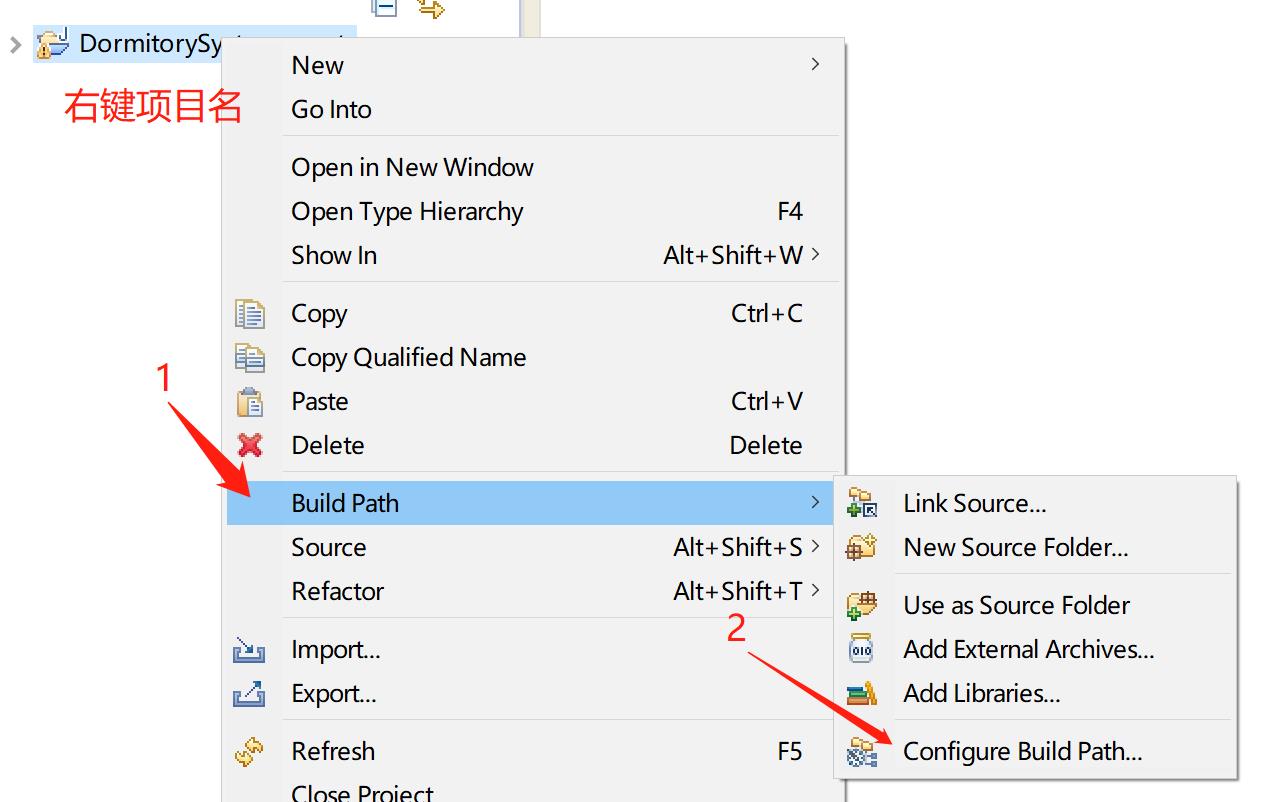 DormitorySy
右键项目名
New
Go Into
Open in New Window
Open Type Hierarchy F4
Show In Alt+Shift+W
Copy Ctrl+C
Copy Qualified Name
Paste Ctrl+V
Delete Delete
1
Build Path
Source Alt+Shift+S
Refactor Alt+Shift+T
Import...
Export...
Refresh F5
Close Project
Link Source...
New Source Folder...
Use as Source Folder
Add External Archives...
Add Libraries...
2
Configure Build Path...